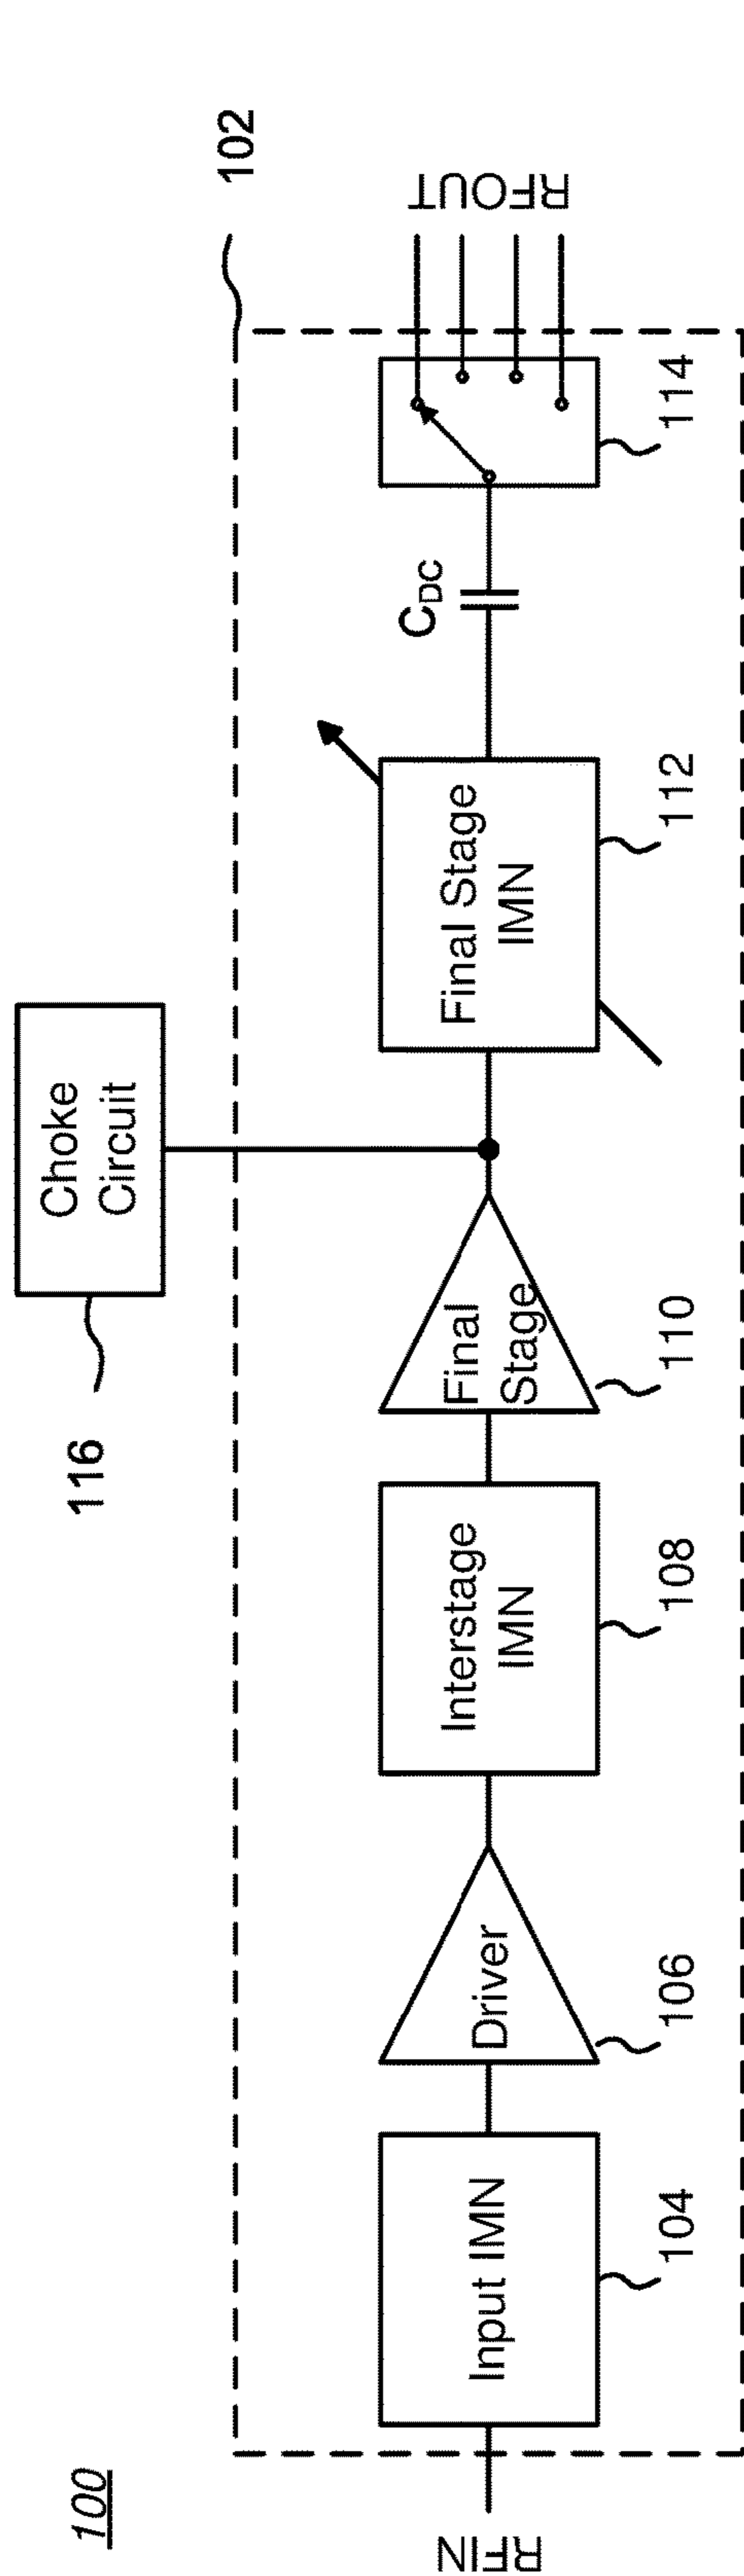 100
102
116
Choke
Circuit
RFIN
Input IMN
104
Driver
106
Interstage
IMN
108
Final
Stage
110
Final Stage
IMN
112
CDC
114
RFOUT